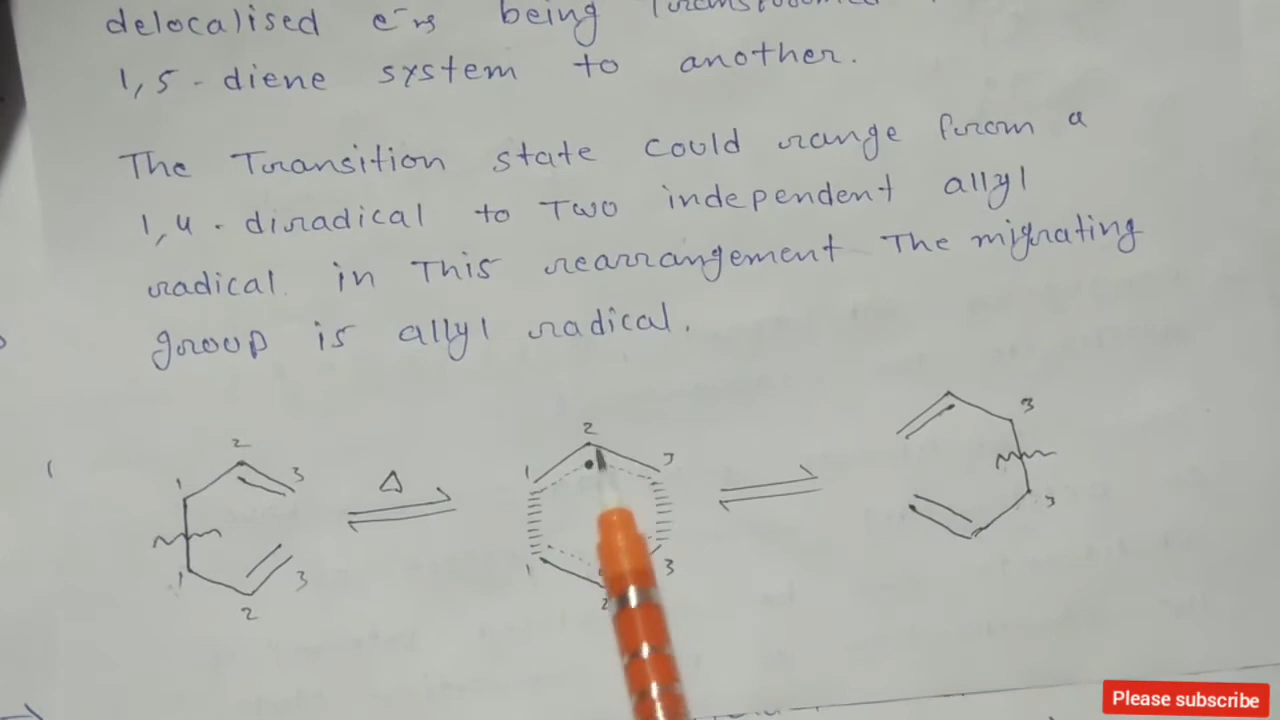 delocalised e⁻rs being
1,5 - diene system to another.
The Transition state could range from a
1,4 - diradical to Two independent allyl
radical. in This rearrangement The migrating
group is allyl radical.
2
1
3
1
3
2
Δ
2
1
3
1
3
2
3
3
Please subscribe